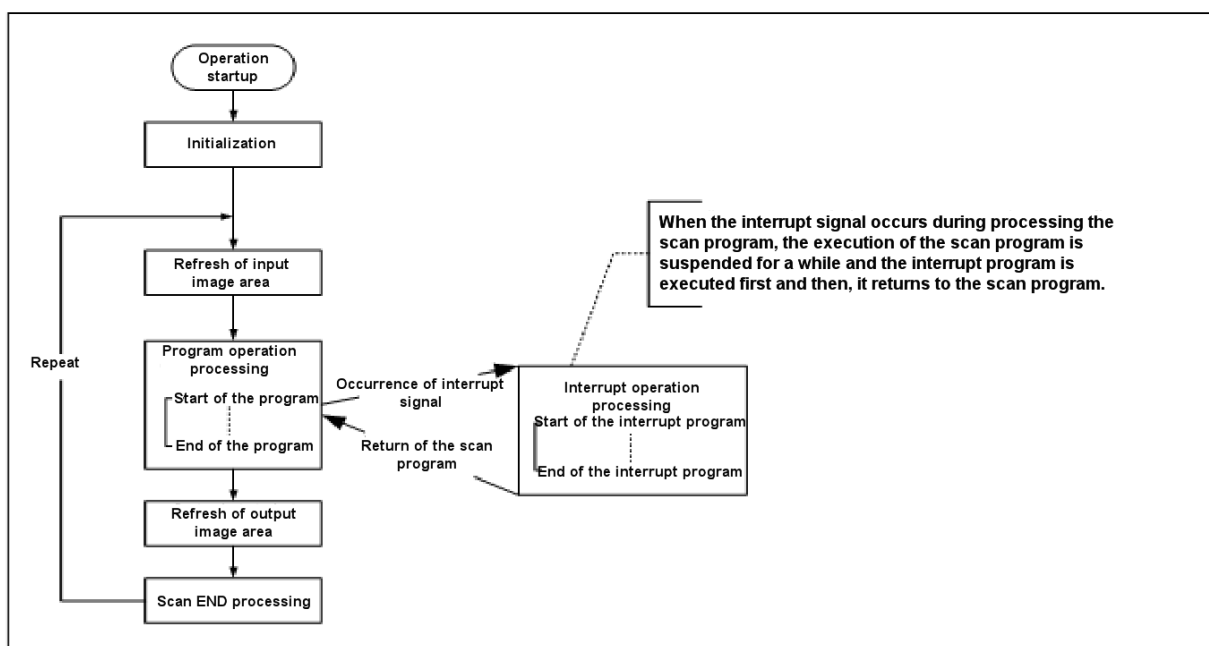 Operation
startup
Initialization
When the interrupt signal occurs during processing the
scan program, the execution of the scan program is
suspended for a while and the interrupt program is
executed first and then, it returns to the scan program.
Refresh of input
image area
Repeat
Program operation
processing
Start of the program
End of the program
Occurrence of interrupt
signal
Return of the scan
program
Interrupt operation
processing
Start of the interrupt program
End of the interrupt program
Refresh of output
image area
Scan END processing